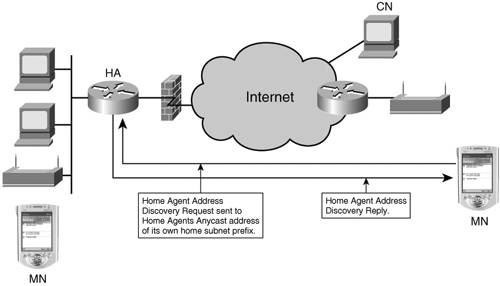 CN
HA
Internet
Home Agent Address
Discovery Request sent to
Home Agents Anycast address
of its own home subnet prefix.
Home Agent Address
Discovery Reply.
MN
MN